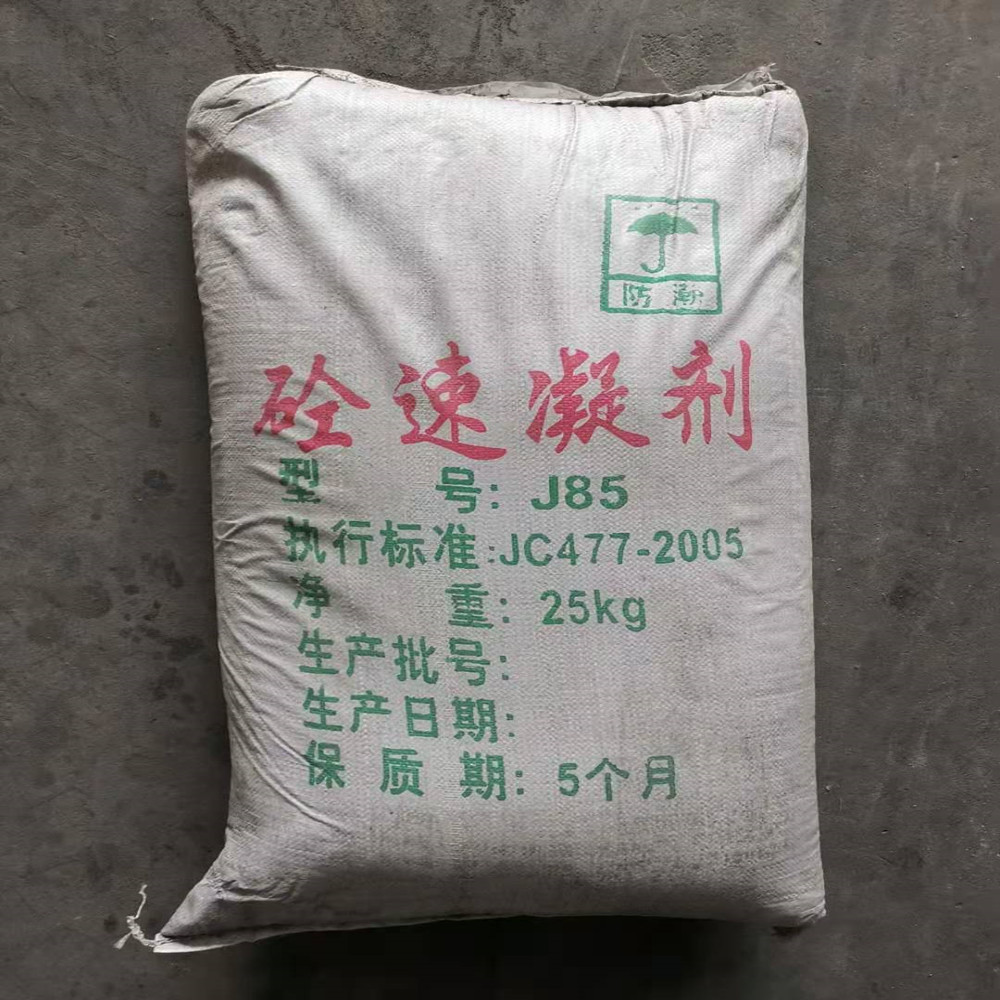 防潮
砼速凝剂
型号: J85
执行标准:JC477-2005
净重: 25kg
生产批号:
生产日期:
保质期: 5个月